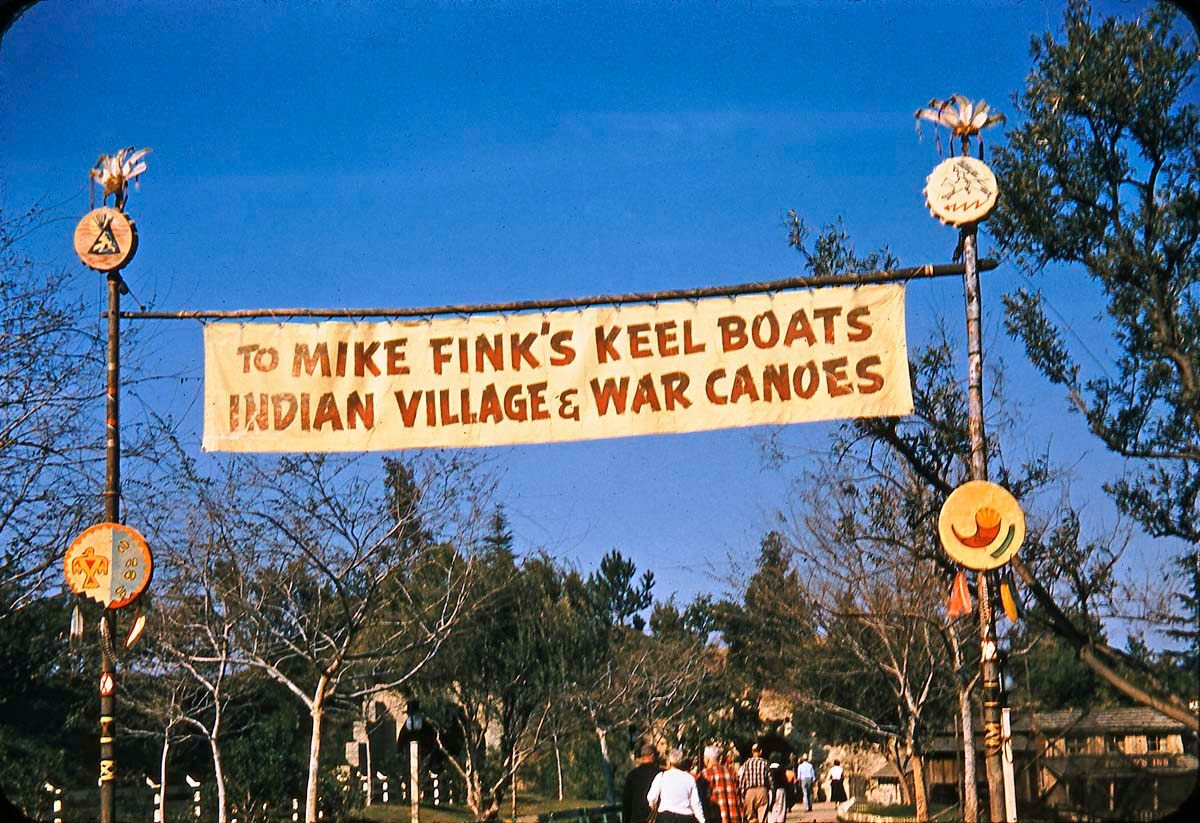 TO MIKE FINK'S KEEL BOATS
INDIAN VILLAGE & WAR CANOES